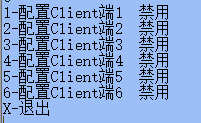 1-配置Client端1  禁用
2-配置Client端2  禁用
3-配置Client端3  禁用
4-配置Client端4  禁用
5-配置Client端5  禁用
6-配置Client端6  禁用
X-退出